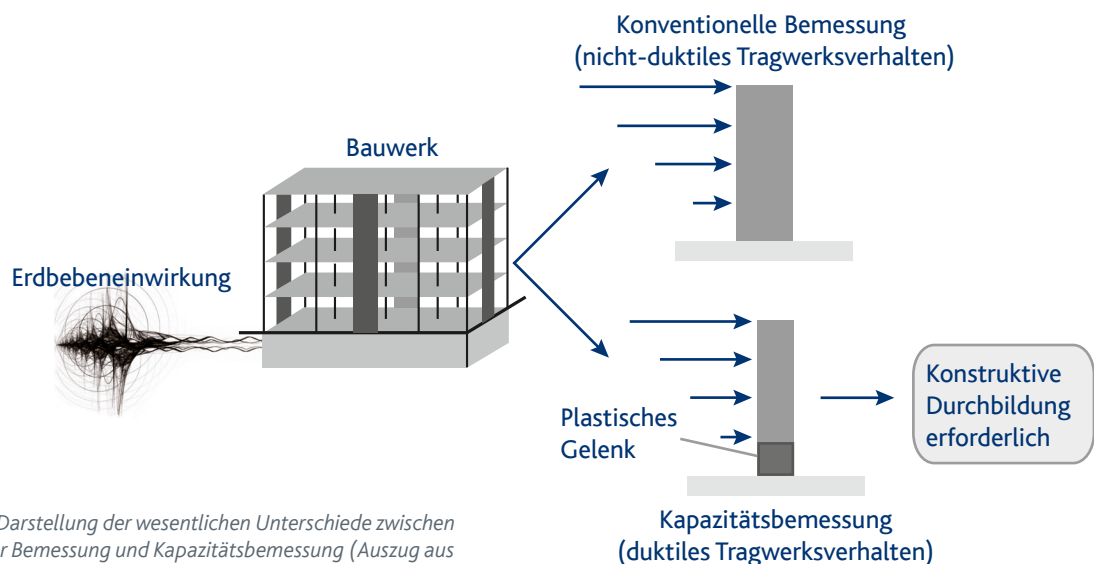 Konventionelle Bemessung
(nicht-duktiles Tragwerksverhalten)
Bauwerk
Erdbebeneinwirkung
Plastisches
Gelenk
Konstruktive
Durchbildung
erforderlich
Kapazitätsbemessung
(duktiles Tragwerksverhalten)
Darstellung der wesentlichen Unterschiede zwischen
r Bemessung und Kapazitätsbemessung (Auszug aus